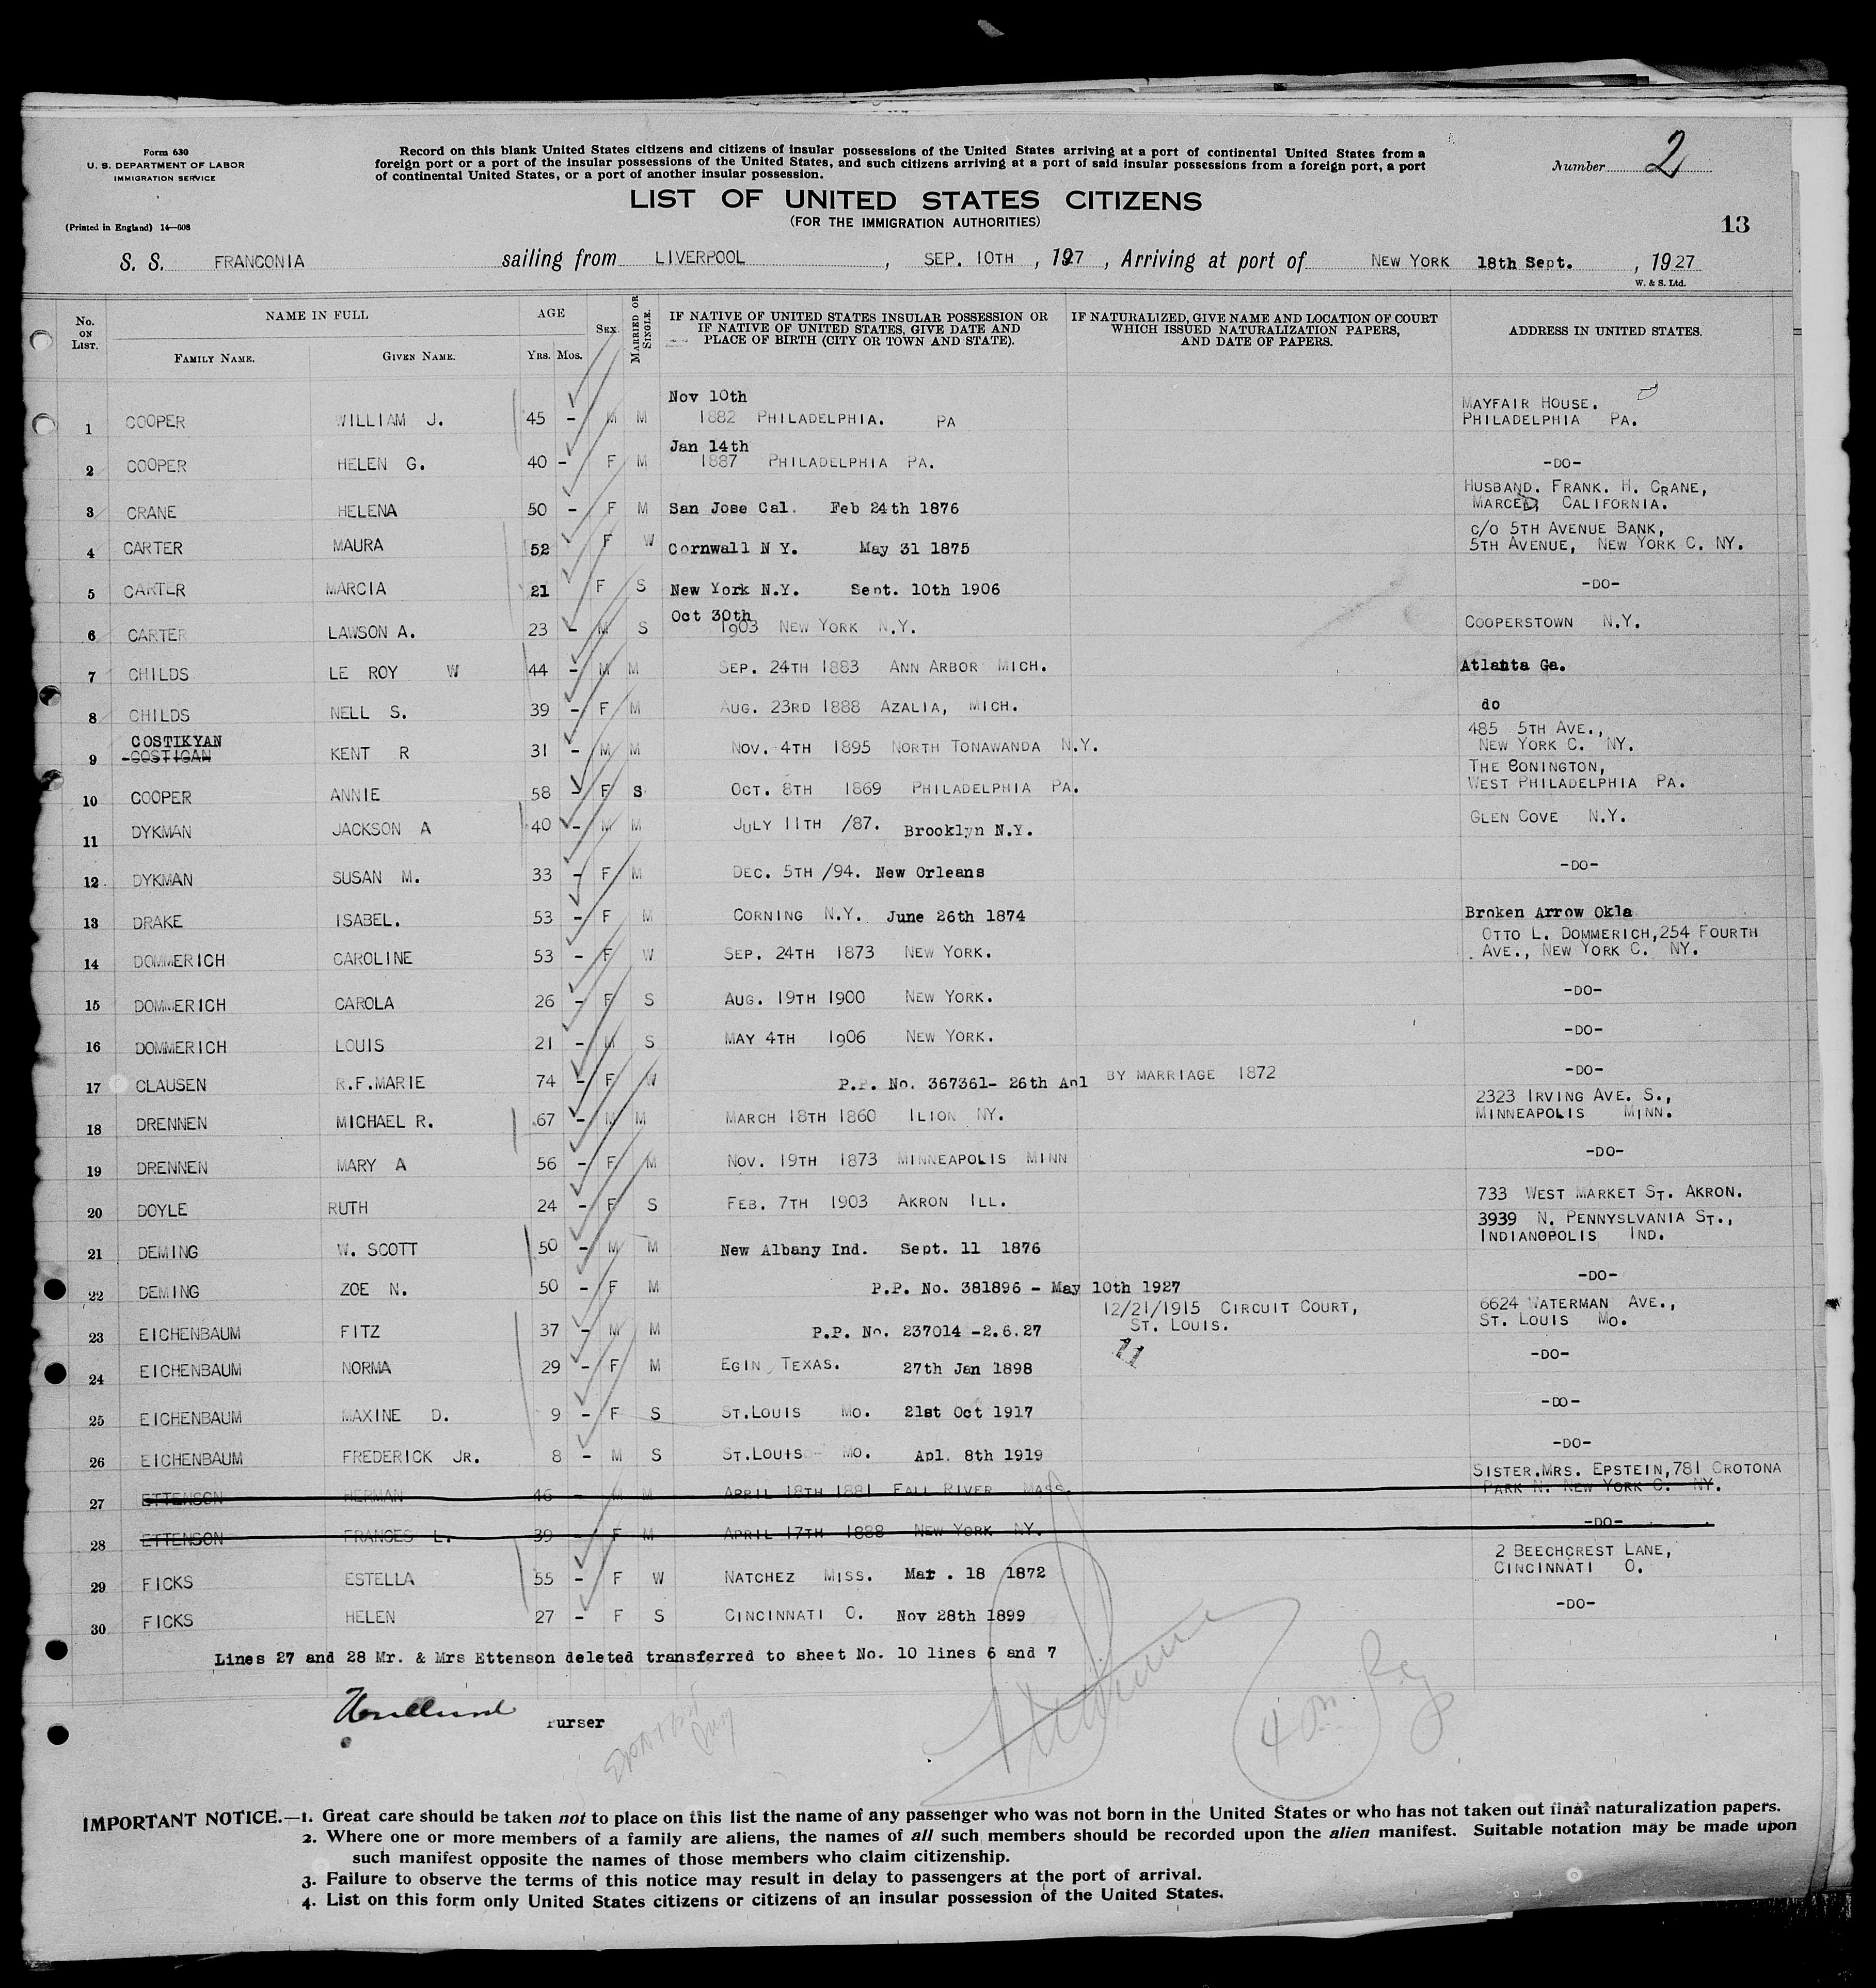 Form 630
U. S. DEPARTMENT OF LABOR
IMMIGRATION SERVICE
(Printed in England) 14—608
Record on this blank United States citizens and citizens of insular possessions of the United States arriving at a port of continental United States from a
foreign port or a port of the insular possessions of the United States, and such citizens arriving at a port of said insular possessions from a foreign port, a port
of continental United States, or a port of another insular possession.
Number 2
LIST OF UNITED STATES CITIZENS
(FOR THE IMMIGRATION AUTHORITIES)
13
S. S. FRANCONIA sailing from LIVERPOOL, SEP. 10TH, 1927, Arriving at port of NEW YORK 18th Sept., 1927
W. & S. Ltd.
No. ON LIST. NAME IN FULL FAMILY NAME. GIVEN NAME. AGE Yrs. Mos. SEX. MARRIED OR SINGLE. IF NATIVE OF UNITED STATES INSULAR POSSESSION OR IF NATIVE OF UNITED STATES, GIVE DATE AND PLACE OF BIRTH (CITY OR TOWN AND STATE). IF NATURALIZED, GIVE NAME AND LOCATION OF COURT WHICH ISSUED NATURALIZATION PAPERS, AND DATE OF PAPERS. ADDRESS IN UNITED STATES.
1 COOPER WILLIAM J. 45 - M M Nov 10th 1882 PHILADELPHIA. PA MAYFAIR HOUSE. PHILADELPHIA PA.
2 COOPER HELEN G. 40 - F M Jan 14th 1887 PHILADELPHIA PA. -DO-
3 CRANE HELENA 50 - F M San Jose Cal. Feb 24th 1876 HUSBAND. FRANK. H. CRANE, MARCED, CALIFORNIA.
4 CARTER MAURA 52 F W Cornwall N Y. May 31 1875 C/O 5TH AVENUE BANK, 5TH AVENUE, NEW YORK C. NY.
5 CARTER MARCIA 21 F S New York N.Y. Sept. 10th 1906 -DO-
6 CARTER LAWSON A. 23 - M S Oct 30th 1903 NEW YORK N.Y. COOPERSTOWN N.Y.
7 CHILDS LE ROY W 44 - M M SEP. 24TH 1883 ANN ARBOR MICH. Atlanta Ga.
8 CHILDS NELL S. 39 - F M AUG. 23RD 1888 AZALIA, MICH. do
9 COSTIKYAN COSTIGAN KENT R 31 - M M NOV. 4TH 1895 NORTH TONAWANDA N.Y. 485 5TH AVE., NEW YORK C. NY.
10 COOPER ANNIE 58 - F S OCT. 8TH 1869 PHILADELPHIA PA. THE BONINGTON, WEST PHILADELPHIA PA.
11 DYKMAN JACKSON A 40 - M M JULY 11TH /87. Brooklyn N.Y. GLEN COVE N.Y.
12 DYKMAN SUSAN M. 33 - F M DEC. 5TH /94. New Orleans -DO-
13 DRAKE ISABEL. 53 - F M CORNING N.Y. June 26th 1874 Broken Arrow Okla
14 DOMMERICH CAROLINE 53 - F W SEP. 24TH 1873 NEW YORK. OTTO L. DOMMERICH, 254 FOURTH AVE., NEW YORK C. NY.
15 DOMMERICH CAROLA 26 - F S AUG. 19TH 1900 NEW YORK. -DO-
16 DOMMERICH LOUIS 21 - M S MAY 4TH 1906 NEW YORK. -DO-
17 CLAUSEN R.F.MARIE 74 - F W P.P. No. 367361- 26th Apl BY MARRIAGE 1872 -DO-
18 DRENNEN MICHAEL R. 67 - M M MARCH 18TH 1860 ILION NY. 2323 IRVING AVE. S., MINNEAPOLIS MINN.
19 DRENNEN MARY A 56 - F M NOV. 19TH 1873 MINNEAPOLIS MINN -DO-
20 DOYLE RUTH 24 - F S FEB. 7TH 1903 AKRON ILL. 733 WEST MARKET ST. AKRON.
21 DEMING W. SCOTT 50 - M M New Albany Ind. Sept. 11 1876 3939 N. PENNYSLVANIA ST., INDIANOPOLIS IND.
22 DEMING ZOE N. 50 - F M P.P. No. 381896 - May 10th 1927 -DO-
23 EICHENBAUM FITZ 37 - M M P.P. No. 237014 -2.6.27 12/21/1915 CIRCUIT COURT, ST. LOUIS. 6624 WATERMAN AVE., ST. LOUIS MO.
24 EICHENBAUM NORMA 29 - F M EGIN, TEXAS. 27th Jan 1898 -DO-
25 EICHENBAUM MAXINE D. 9 - F S ST.LOUIS MO. 21st Oct 1917 -DO-
26 EICHENBAUM FREDERICK JR. 8 - M S ST.LOUIS MO. Apl. 8th 1919 -DO-
27 ETTENSON HERMAN 46 - M M APRIL 18TH 1881 FALL RIVER MASS. SISTER.MRS. EPSTEIN, 781 CROTONA PARK N. NEW YORK C. NY.
28 ETTENSON FRANCES L. 39 - F M APRIL 17TH 1888 NEW YORK NY. -DO-
29 FICKS ESTELLA 55 - F W NATCHEZ MISS. Mar . 18 1872 2 BEECHCREST LANE, CINCINNATI O.
30 FICKS HELEN 27 - F S CINCINNATI O. Nov 28th 1899 -DO-
Lines 27 and 28 Mr. & Mrs Ettenson deleted transferred to sheet No. 10 lines 6 and 7
Purser
IMPORTANT NOTICE.—1. Great care should be taken not to place on this list the name of any passenger who was not born in the United States or who has not taken out final naturalization papers.
2. Where one or more members of a family are aliens, the names of all such members should be recorded upon the alien manifest. Suitable notation may be made upon
such manifest opposite the names of those members who claim citizenship.
3. Failure to observe the terms of this notice may result in delay to passengers at the port of arrival.
4. List on this form only United States citizens or citizens of an insular possession of the United States.